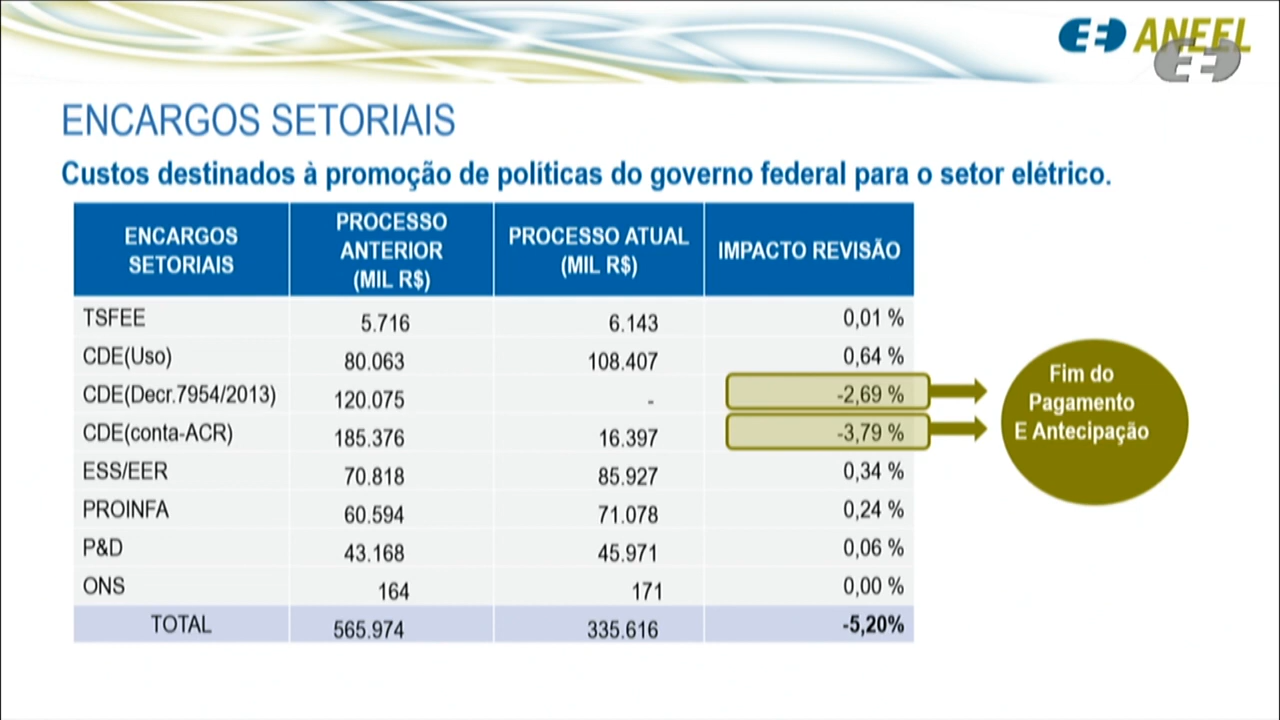 ANEEL
ENCARGOS SETORIAIS
Custos destinados à promoção de políticas do governo federal para o setor elétrico.
ENCARGOS SETORIAIS PROCESSO ANTERIOR (MIL R$) PROCESSO ATUAL (MIL R$) IMPACTO REVISÃO
TSFEE 5.716 6.143 0,01 %
CDE(Uso) 80.063 108.407 0,64 %
CDE(Decr.7954/2013) 120.075 - -2,69 %
CDE(conta-ACR) 185.376 16.397 -3,79 %
ESS/EER 70.818 85.927 0,34 %
PROINFA 60.594 71.078 0,24 %
P&D 43.168 45.971 0,06 %
ONS 164 171 0,00 %
TOTAL 565.974 335.616 -5,20%
Fim do
Pagamento
E Antecipação